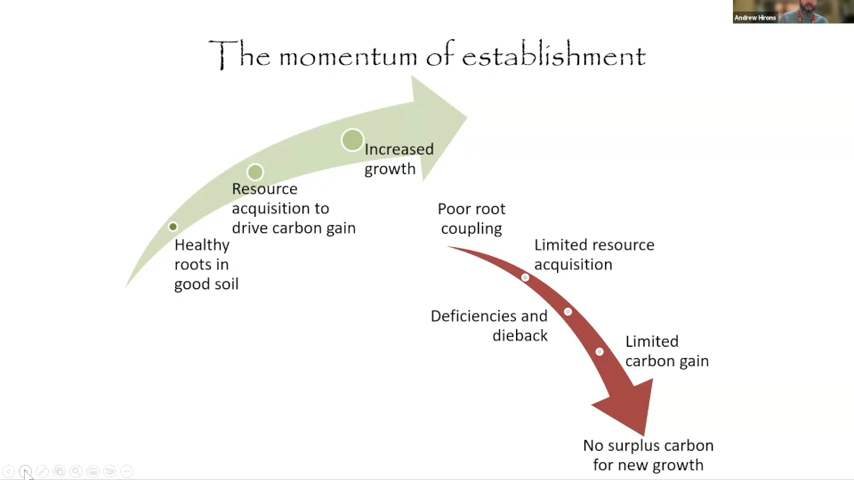 Andrew Hirons
The momentum of establishment
Increased
growth
Resource
acquisition to
drive carbon gain
Healthy
roots in
good soil
Poor root
coupling
Limited resource
acquisition
Deficiencies and
dieback
Limited
carbon gain
No surplus carbon
for new growth